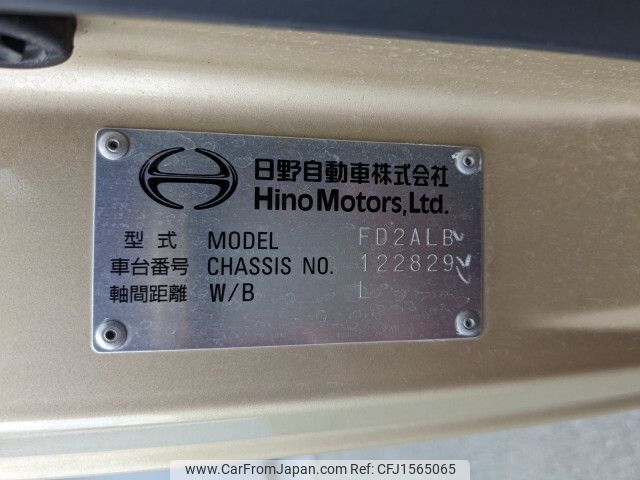 日野自動車株式会社
Hino Motors, Ltd.
型式 MODEL FD2ALB
車台番号 CHASSIS NO. 122829
軸間距離 W/B L
www.CarFromJapan.com - CFJ1565065